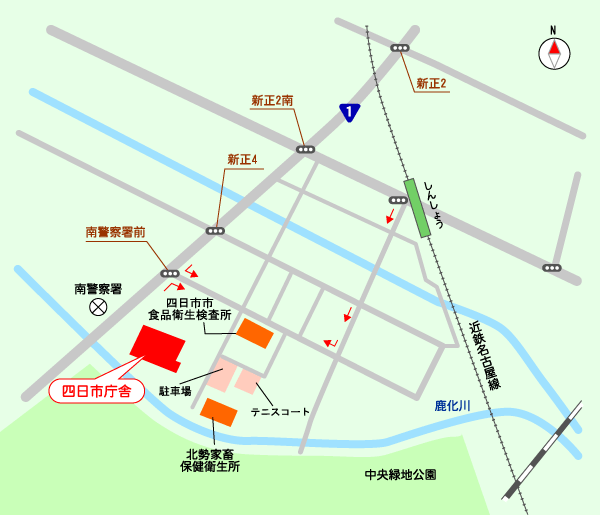 N
新正2
新正2南
1
新正4
しんしょう
南警察署前
南警察署
四日市市
食品衛生検査所
近鉄名古屋線
四日市庁舎
駐車場
テニスコート
鹿化川
北勢家畜
保健衛生所
中央緑地公園